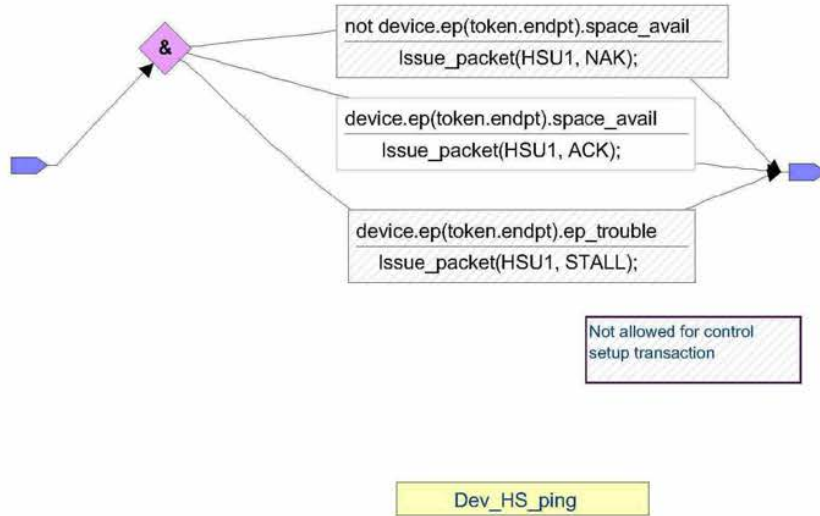 &
not device.ep(token.endpt).space_avail
Issue_packet(HSU1, NAK);
device.ep(token.endpt).space_avail
Issue_packet(HSU1, ACK);
device.ep(token.endpt).ep_trouble
Issue_packet(HSU1, STALL);
Not allowed for control
setup transaction
Dev_HS_ping